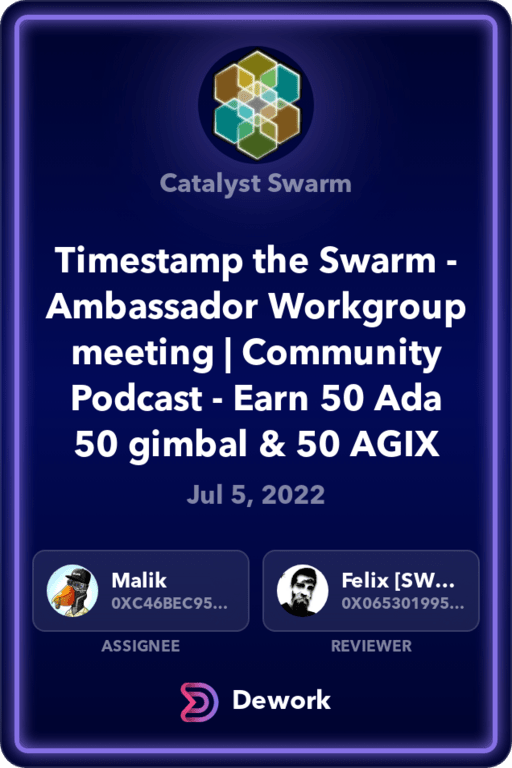 Catalyst Swarm
Timestamp the Swarm -
Ambassador Workgroup
meeting | Community
Podcast - Earn 50 Ada
50 gimbal & 50 AGIX
Jul 5, 2022
Malik
0XC46BEC95...
ASSIGNEE
Felix [SW...
0X065301995...
REVIEWER
Dework